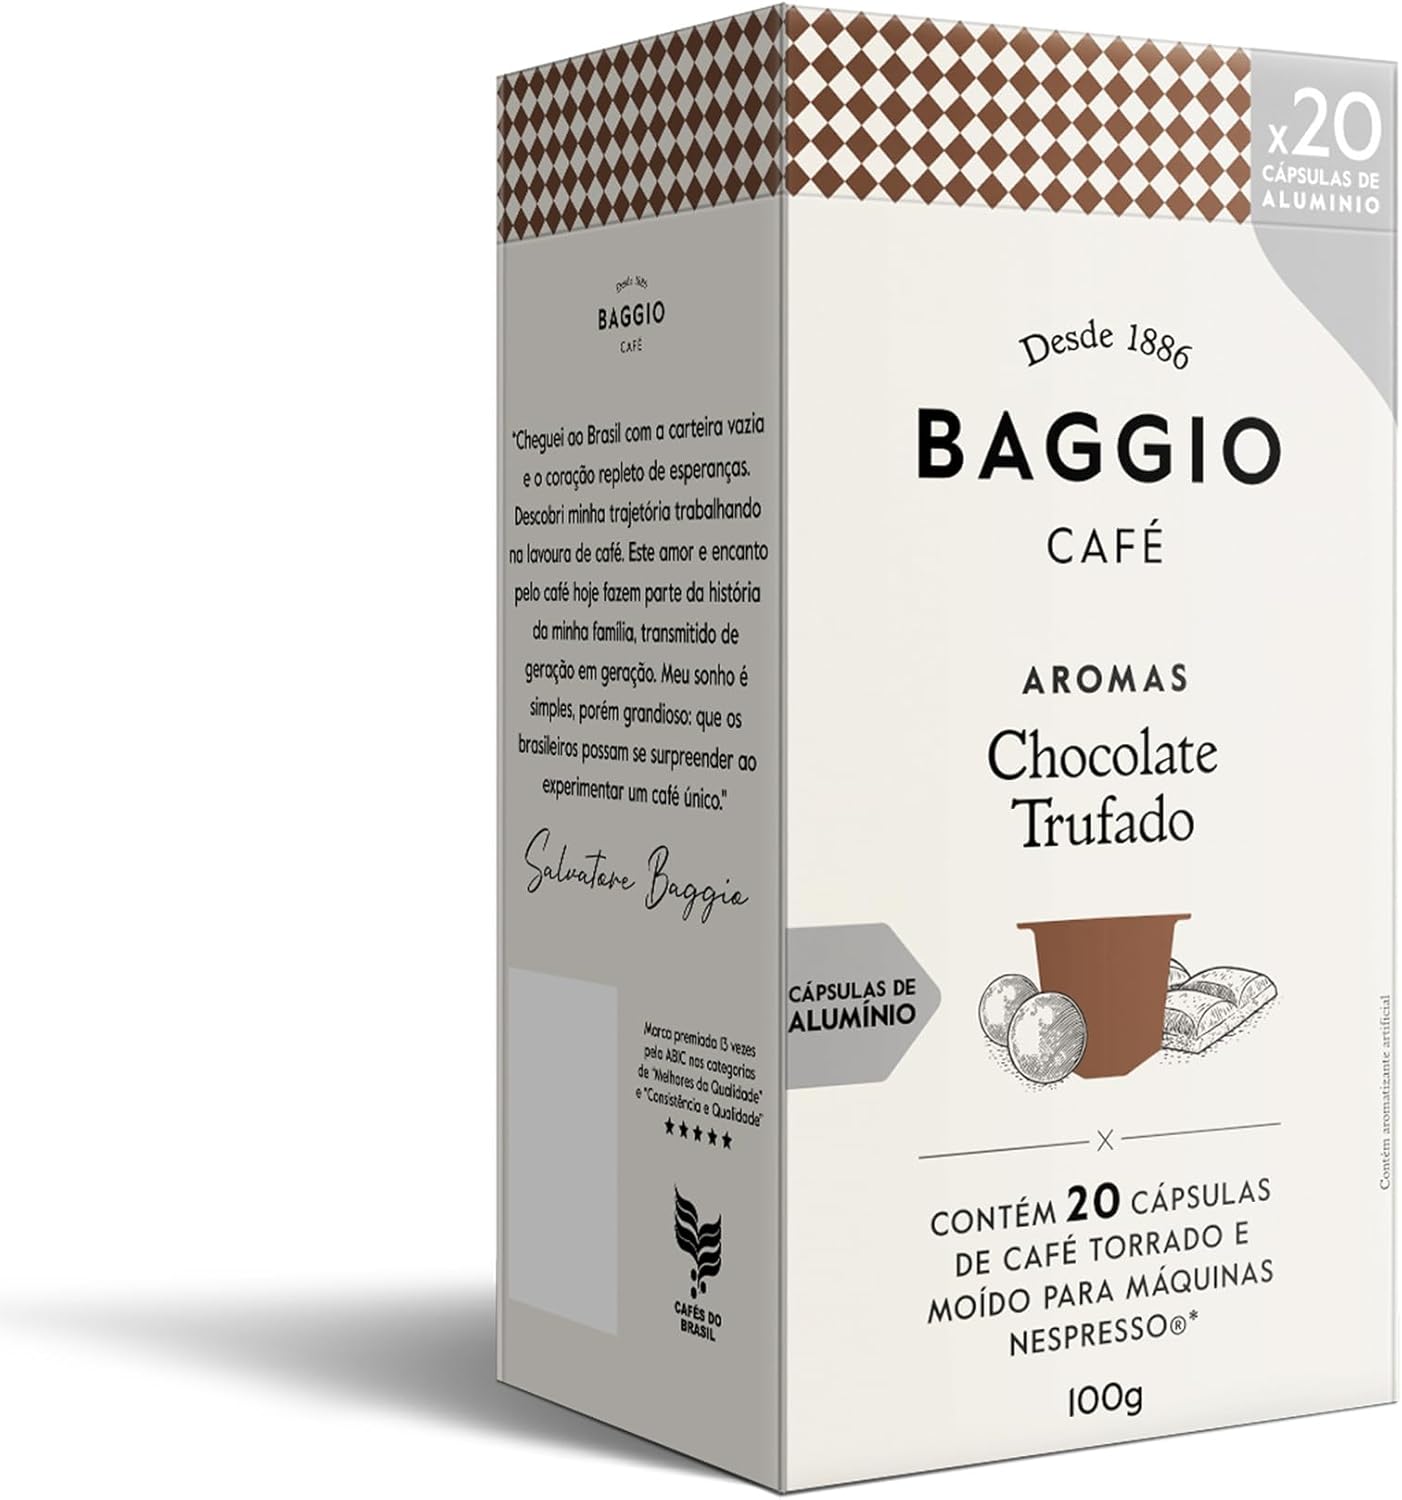 x20
CÁPSULAS DE
ALUMINIO
Desde 1886
BAGGIO
CAFÉ
AROMAS
Chocolate
Trufado
CÁPSULAS DE
ALUMÍNIO
CONTÉM 20 CÁPSULAS
DE CAFÉ TORRADO E
MOÍDO PARA MÁQUINAS
NESPRESSO®*
100g
Contém aromatizante artificial
Desde 1886
BAGGIO
CAFÉ
"Cheguei ao Brasil com a carteira vazia
e o coração repleto de esperanças.
Descobri minha trajetória trabalhando
na lavoura de café. Este amor e encanto
pelo café hoje fazem parte da história
da minha família, transmitido de
geração em geração. Meu sonho é
simples, porém grandioso: que os
brasileiros possam se surpreender ao
experimentar um café único."
Salvatore Baggio
Marca premiada 13 vezes
pela ABIC nas categorias
de "Melhores da Qualidade"
e "Consistência e Qualidade"
CAFÉS DO
BRASIL